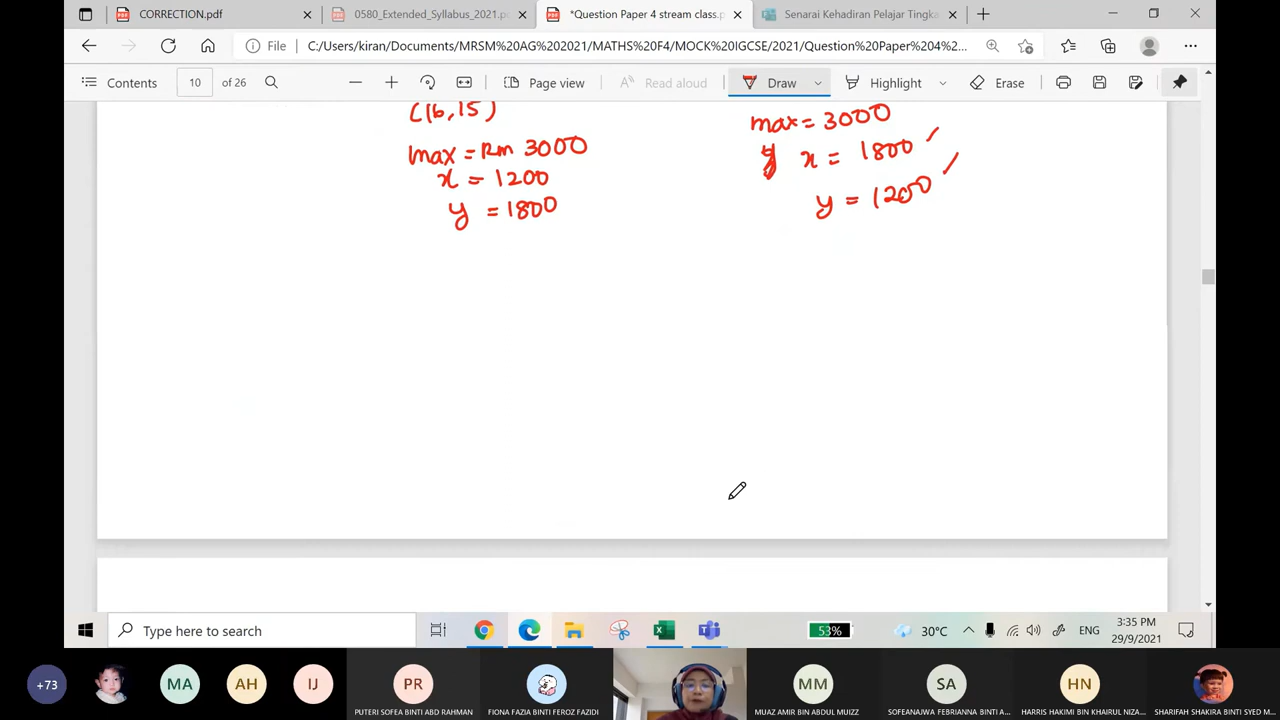 CORRECTION.pdf
0580_Extended_Syllabus_2021.pd
*Question Paper 4 stream class.p
Senarai Kehadiran Pelajar Tingka
File
C:/Users/kiran/Documents/MRSM%20AG%202021/MATHS%20F4/MOCK%20IGCSE/2021/Question%20Paper%204%2...
Contents
10
of 26
Page view
Read aloud
Draw
Highlight
Erase
(16,15)
max = Rm 3000
x = 1200
y = 1800
max = 3000
x = 1800
y = 1200
Type here to search
53%
30°C
ENG
3:35 PM
29/9/2021
+73
MA
AH
IJ
PR
PUTERI SOFEA BINTI ABD RAHMAN
FIONA FAZIA BINTI FEROZ FAZIDI
MM
MUAZ AMIR BIN ABDUL MUIZZ
SA
SOFEANAJWA FEBRIANNA BINTI A...
HN
HARRIS HAKIMI BIN KHAIRUL NIZA...
SHARIFAH SHAKIRA BINTI SYED M...